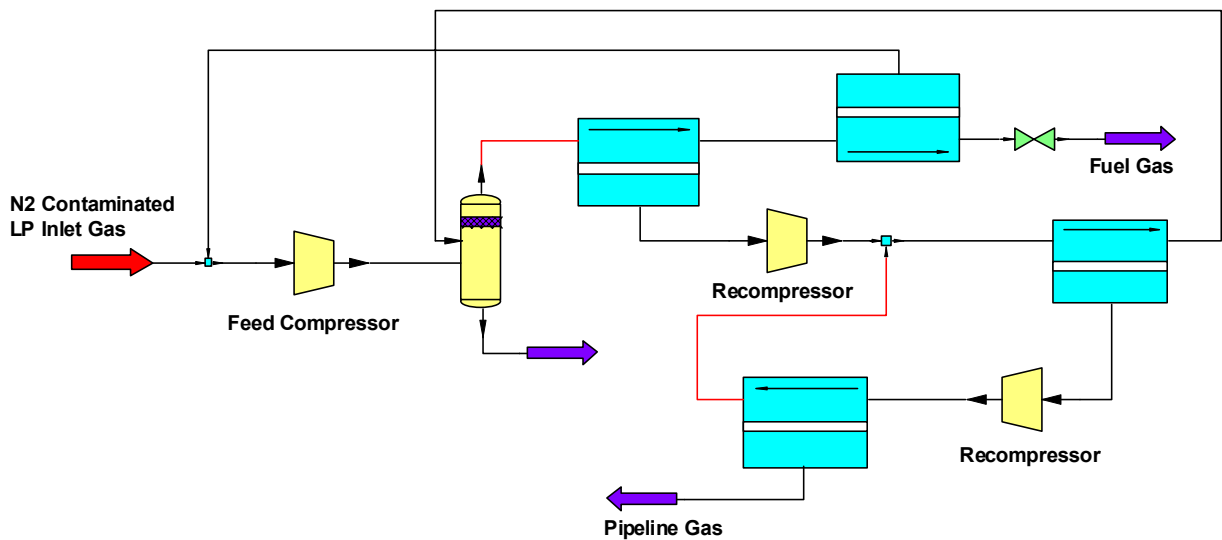 N2 Contaminated
LP Inlet Gas
Feed Compressor
Fuel Gas
Recompressor
Recompressor
Pipeline Gas